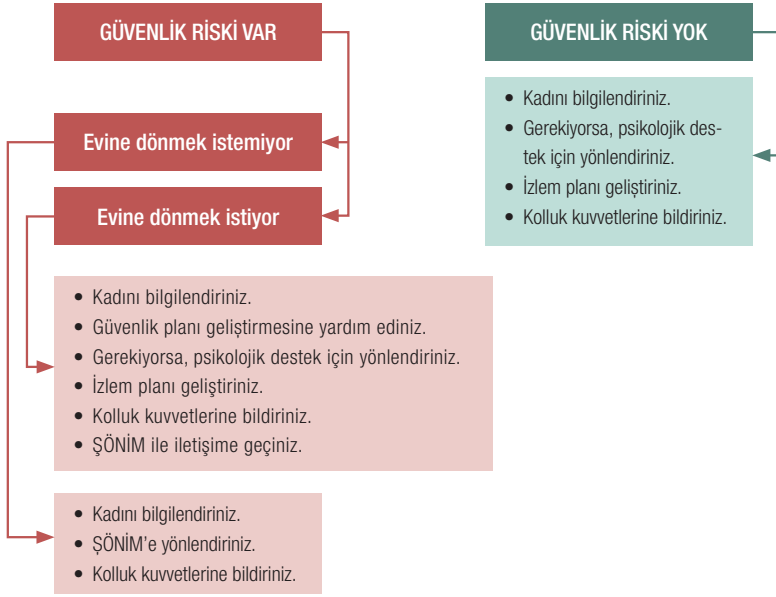 GÜVENLİK RİSKİ VAR
Evine dönmek istemiyor
Evine dönmek istiyor
• Kadını bilgilendiriniz.
• Güvenlik planı geliştirmesine yardım ediniz.
• Gerekiyorsa, psikolojik destek için yönlendiriniz.
• İzlem planı geliştiriniz.
• Kolluk kuvvetlerine bildiriniz.
• ŞÖNİM ile iletişime geçiniz.
• Kadını bilgilendiriniz.
• ŞÖNİM’e yönlendiriniz.
• Kolluk kuvvetlerine bildiriniz.
GÜVENLİK RİSKİ YOK
• Kadını bilgilendiriniz.
• Gerekiyorsa, psikolojik des-
tek için yönlendiriniz.
• İzlem planı geliştiriniz.
• Kolluk kuvvetlerine bildiriniz.